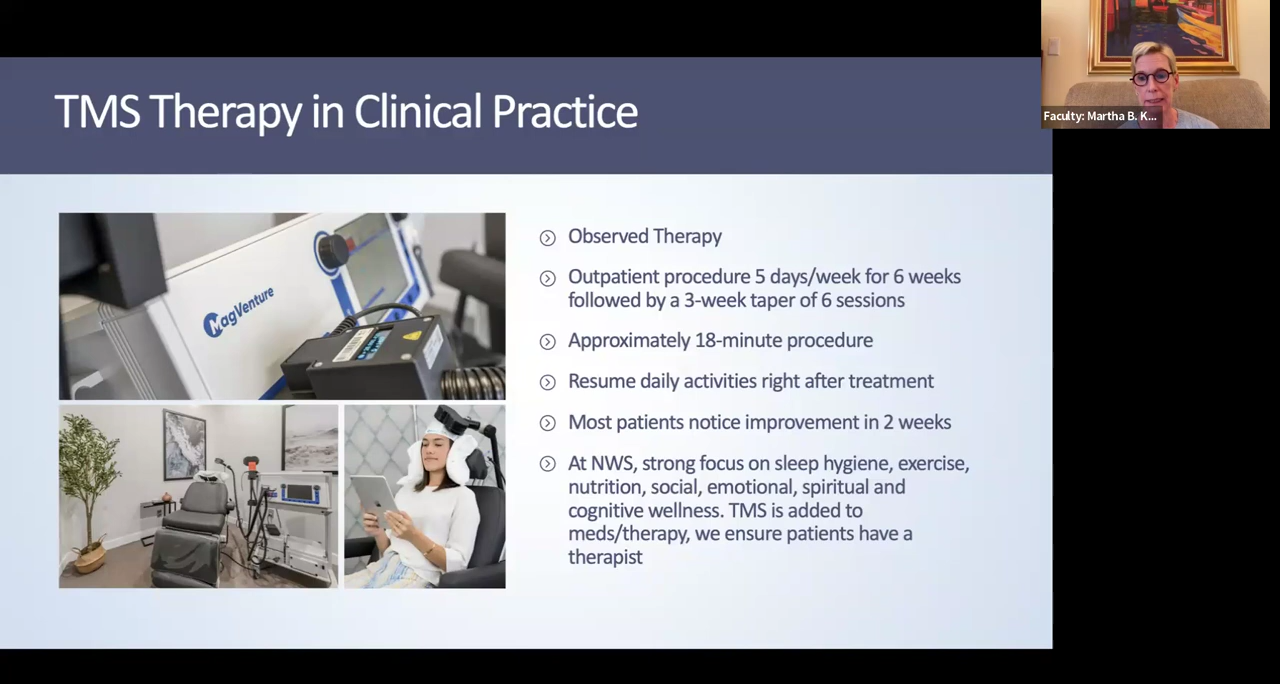 TMS Therapy in Clinical Practice
Faculty: Martha B. K...
MagVenture
Observed Therapy
Outpatient procedure 5 days/week for 6 weeks
followed by a 3-week taper of 6 sessions
Approximately 18-minute procedure
Resume daily activities right after treatment
Most patients notice improvement in 2 weeks
At NWS, strong focus on sleep hygiene, exercise,
nutrition, social, emotional, spiritual and
cognitive wellness. TMS is added to
meds/therapy, we ensure patients have a
therapist